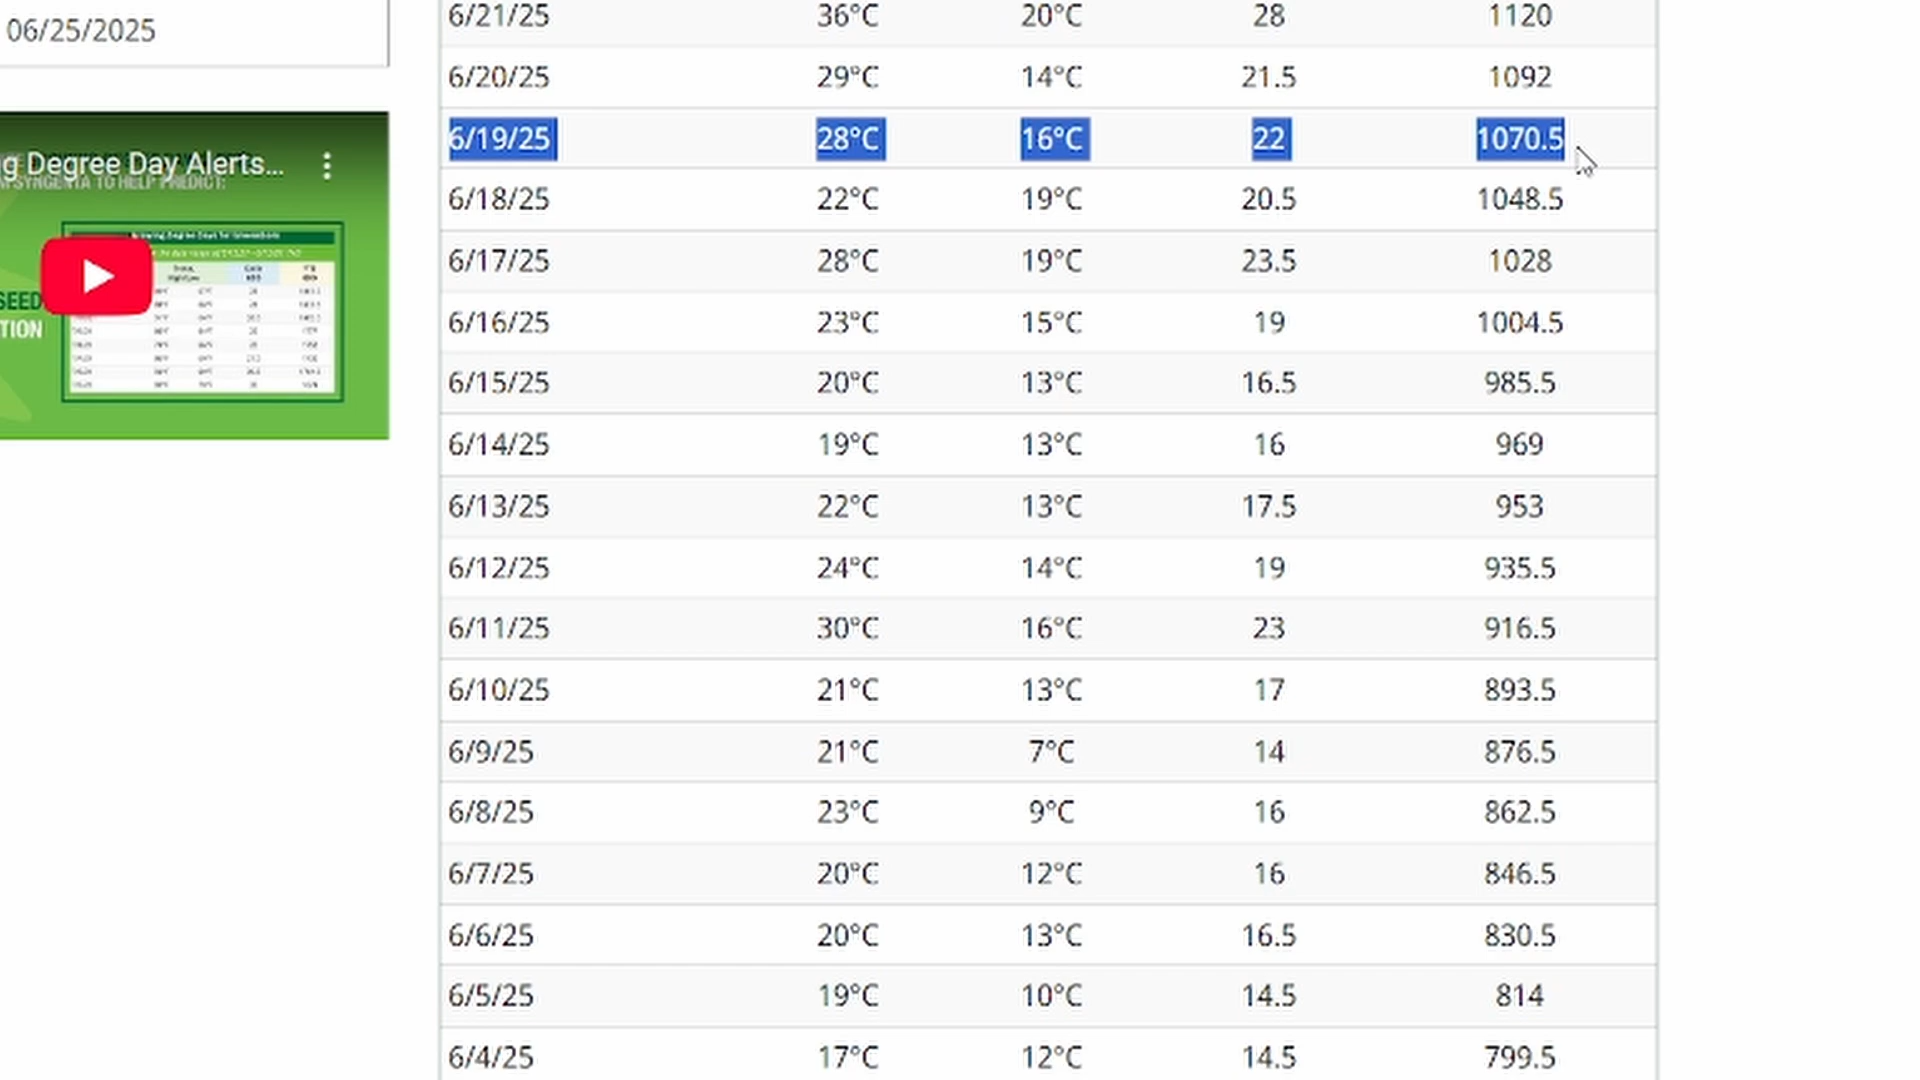 06/25/2025
g Degree Day Alerts...
SYNGENTA TO HELP PREDICT:
Growing Degree Days for
SEED
TION
6/21/25 36°C 20°C 28 1120
6/20/25 29°C 14°C 21.5 1092
6/19/25 28°C 16°C 22 1070.5
6/18/25 22°C 19°C 20.5 1048.5
6/17/25 28°C 19°C 23.5 1028
6/16/25 23°C 15°C 19 1004.5
6/15/25 20°C 13°C 16.5 985.5
6/14/25 19°C 13°C 16 969
6/13/25 22°C 13°C 17.5 953
6/12/25 24°C 14°C 19 935.5
6/11/25 30°C 16°C 23 916.5
6/10/25 21°C 13°C 17 893.5
6/9/25 21°C 7°C 14 876.5
6/8/25 23°C 9°C 16 862.5
6/7/25 20°C 12°C 16 846.5
6/6/25 20°C 13°C 16.5 830.5
6/5/25 19°C 10°C 14.5 814
6/4/25 17°C 12°C 14.5 799.5